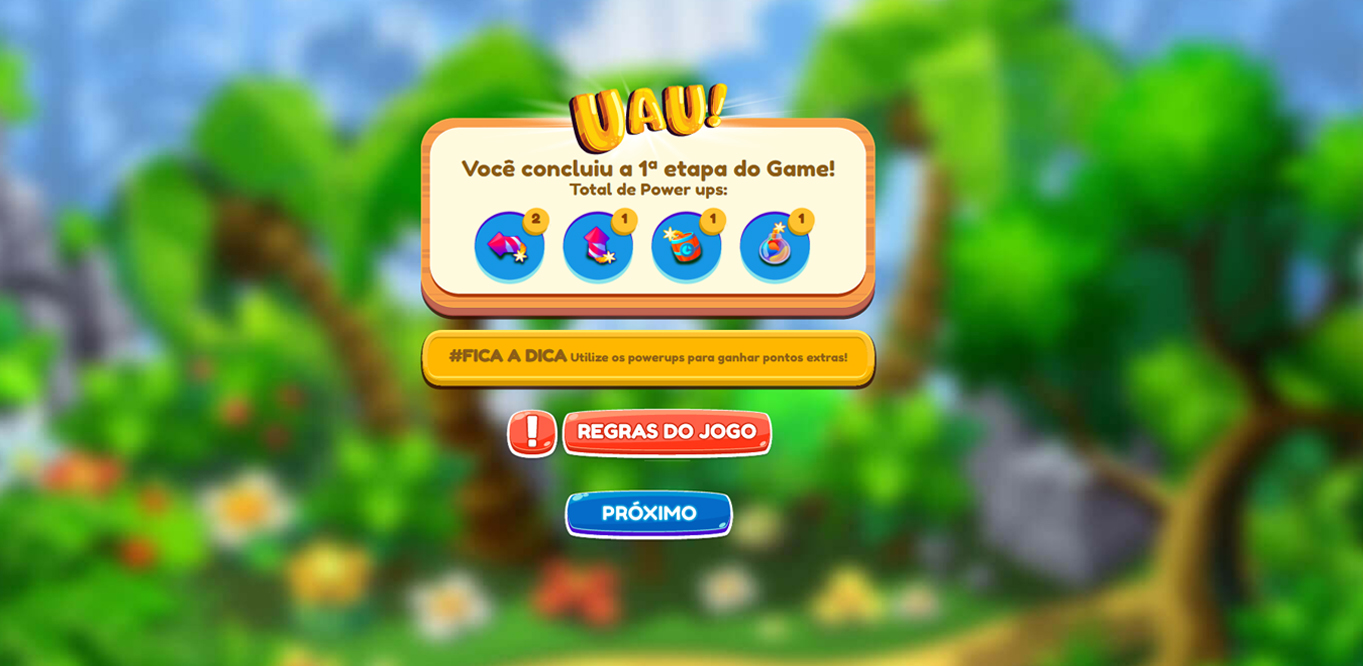 UAU!
Você concluiu a 1ª etapa do Game!
Total de Power ups:
2 1 1 1
#FICA A DICA Utilize os powerups para ganhar pontos extras!
! REGRAS DO JOGO
PRÓXIMO